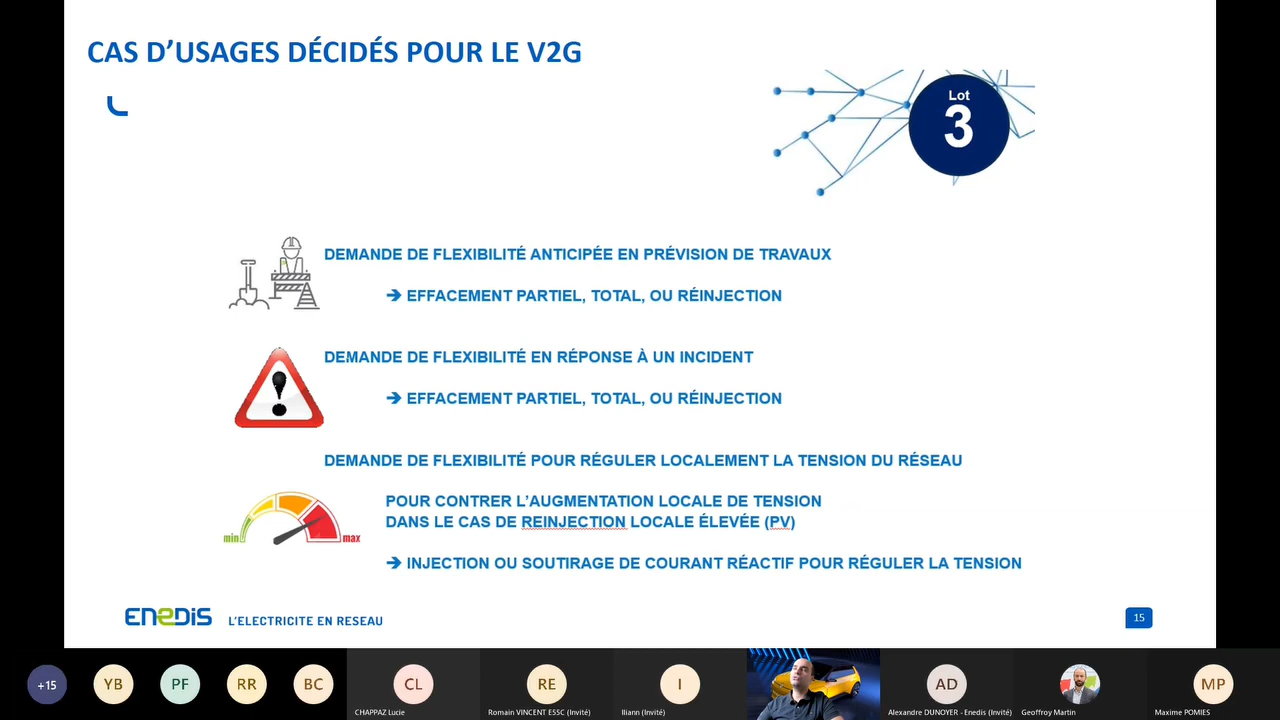 CAS D'USAGES DÉCIDÉS POUR LE V2G
Lot
3
DEMANDE DE FLEXIBILITÉ ANTICIPÉE EN PRÉVISION DE TRAVAUX
➔ EFFACEMENT PARTIEL, TOTAL, OU RÉINJECTION
DEMANDE DE FLEXIBILITÉ EN RÉPONSE À UN INCIDENT
➔ EFFACEMENT PARTIEL, TOTAL, OU RÉINJECTION
DEMANDE DE FLEXIBILITÉ POUR RÉGULER LOCALEMENT LA TENSION DU RÉSEAU
POUR CONTRER L'AUGMENTATION LOCALE DE TENSION
DANS LE CAS DE REINJECTION LOCALE ÉLEVÉE (PV)
min max
➔ INJECTION OU SOUTIRAGE DE COURANT RÉACTIF POUR RÉGULER LA TENSION
ENEDIS L'ELECTRICITE EN RESEAU
15
+15 YB PF RR BC CL RE I AD MP
CHAPPAZ Lucie Romain VINCENT E5SC (Invité) Iliann (Invité) Alexandre DUNOYER - Enedis (Invité) Geoffroy Martin Maxime POMIES